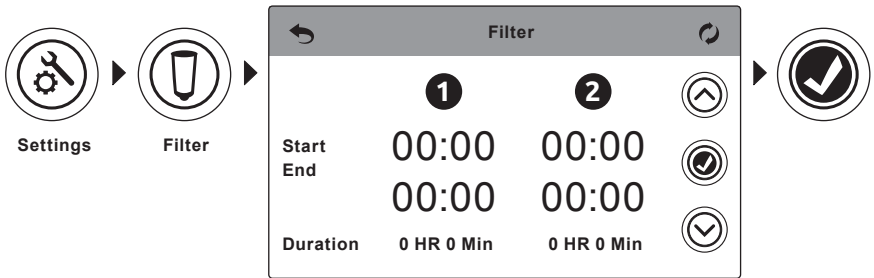 Filter
1 2
Settings
Filter
Start 00:00 00:00
End
00:00 00:00
Duration 0 HR 0 Min 0 HR 0 Min